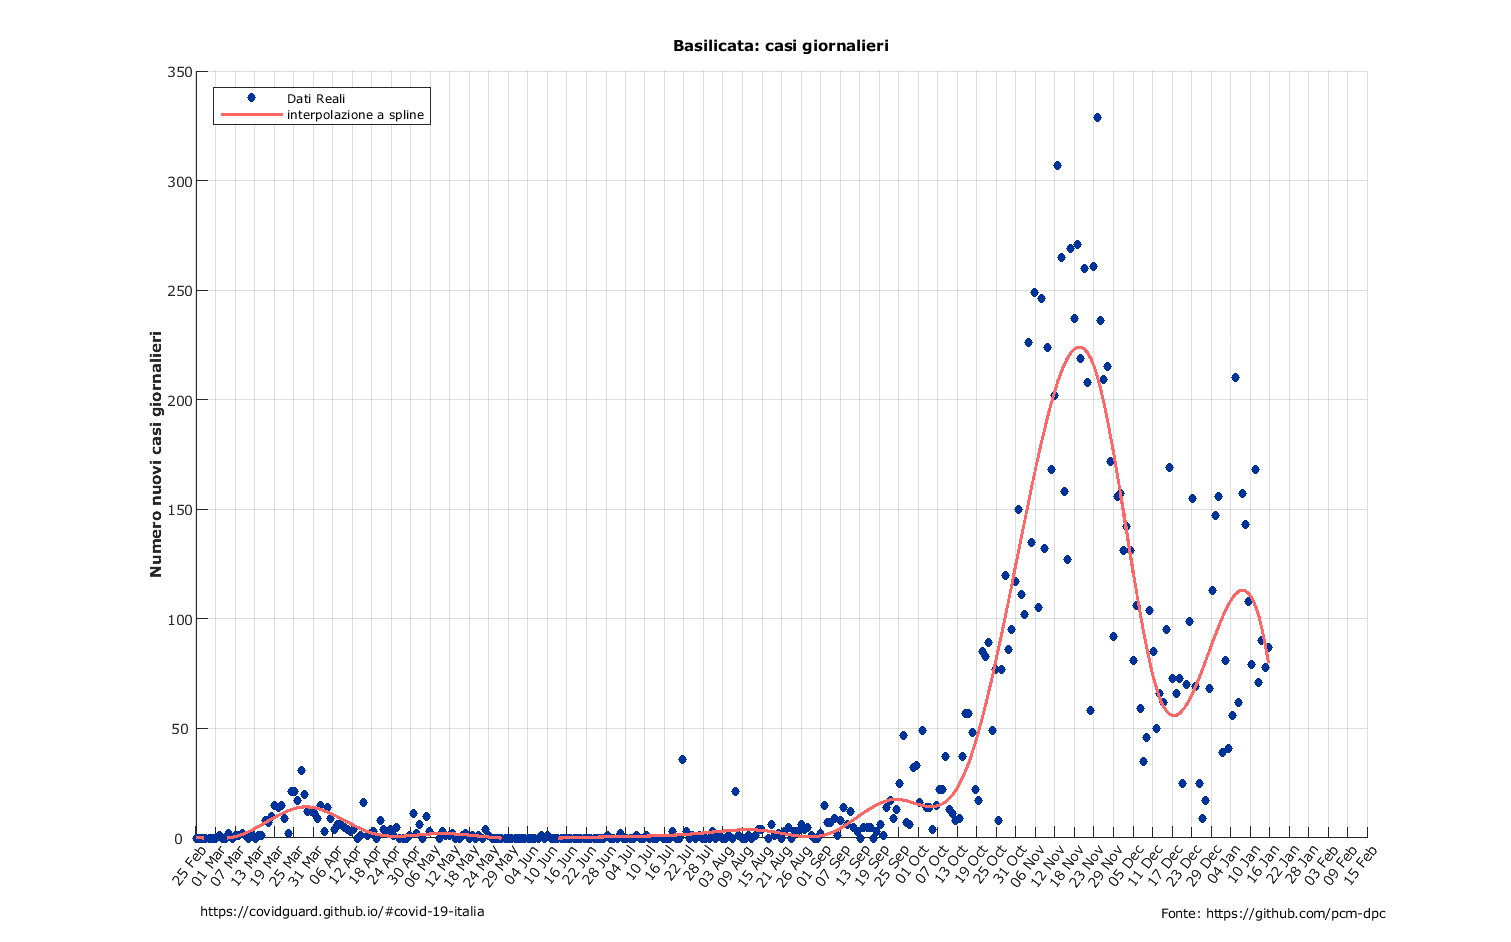 Basilicata: casi giornalieri
350
300
250
200
150
100
50
0
Numero nuovi casi giornalieri
Dati Reali
interpolazione a spline
25 Feb
01 Mar
07 Mar
13 Mar
19 Mar
25 Mar
31 Mar
06 Apr
12 Apr
18 Apr
24 Apr
30 Apr
06 May
12 May
18 May
24 May
29 May
04 Jun
10 Jun
16 Jun
22 Jun
28 Jun
04 Jul
10 Jul
16 Jul
22 Jul
28 Jul
03 Aug
09 Aug
15 Aug
21 Aug
26 Aug
01 Sep
07 Sep
13 Sep
19 Sep
25 Sep
01 Oct
07 Oct
13 Oct
19 Oct
25 Oct
31 Oct
06 Nov
12 Nov
18 Nov
23 Nov
29 Nov
05 Dec
11 Dec
17 Dec
23 Dec
29 Dec
04 Jan
10 Jan
16 Jan
22 Jan
28 Jan
03 Feb
09 Feb
15 Feb
https://covidguard.github.io/#covid-19-italia
Fonte: https://github.com/pcm-dpc